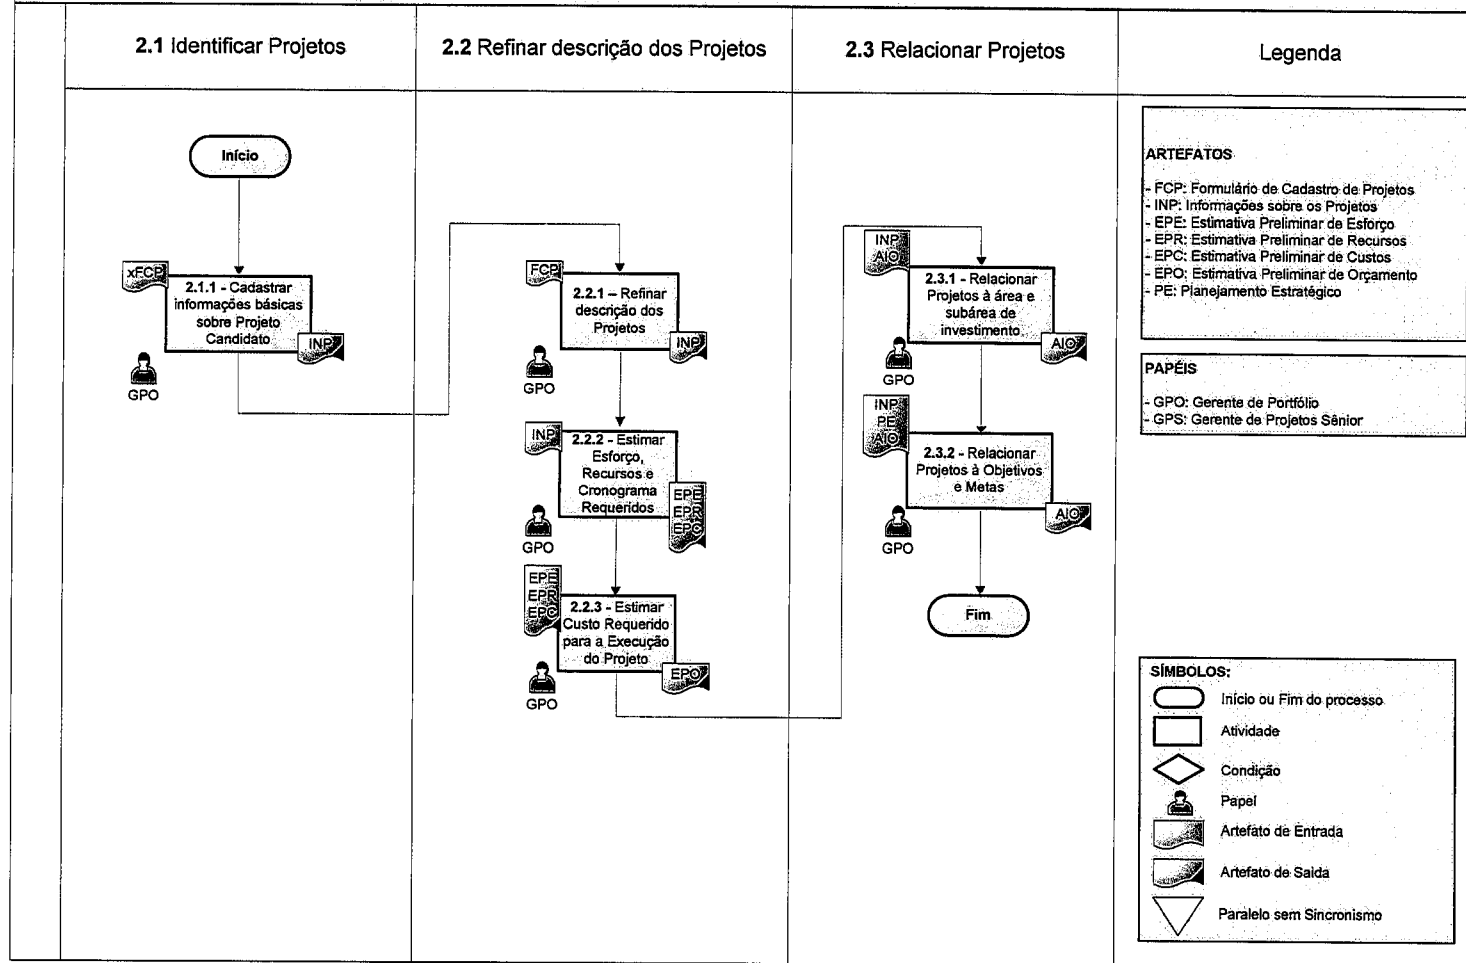 2.1 Identificar Projetos
2.2 Refinar descrição dos Projetos
2.3 Relacionar Projetos
Legenda
Início
xFCP
2.1.1 - Cadastrar
informações básicas
sobre Projeto
Candidato
INP
GPO
FCP
2.2.1 – Refinar
descrição dos
Projetos
INP
GPO
INP
2.2.2 - Estimar
Esforço,
Recursos e
Cronograma
Requeridos
EPE
EPR
EPC
GPO
EPE
EPR
EPC
2.2.3 - Estimar
Custo Requerido
para a Execução
do Projeto
EPO
GPO
INP
AIO
2.3.1 - Relacionar
Projetos à área e
subárea de
investimento
AIO
GPO
INP
PE
AIO
2.3.2 - Relacionar
Projetos à Objetivos
e Metas
AIO
GPO
Fim
ARTEFATOS
- FCP: Formulário de Cadastro de Projetos
- INP: Informações sobre os Projetos
- EPE: Estimativa Preliminar de Esforço
- EPR: Estimativa Preliminar de Recursos
- EPC: Estimativa Preliminar de Custos
- EPO: Estimativa Preliminar de Orçamento
- PE: Planejamento Estratégico
PAPÉIS
- GPO: Gerente de Portfólio
- GPS: Gerente de Projetos Sênior
SÍMBOLOS:
Início ou Fim do processo
Atividade
Condição
Papel
Artefato de Entrada
Artefato de Saída
Paralelo sem Sincronismo